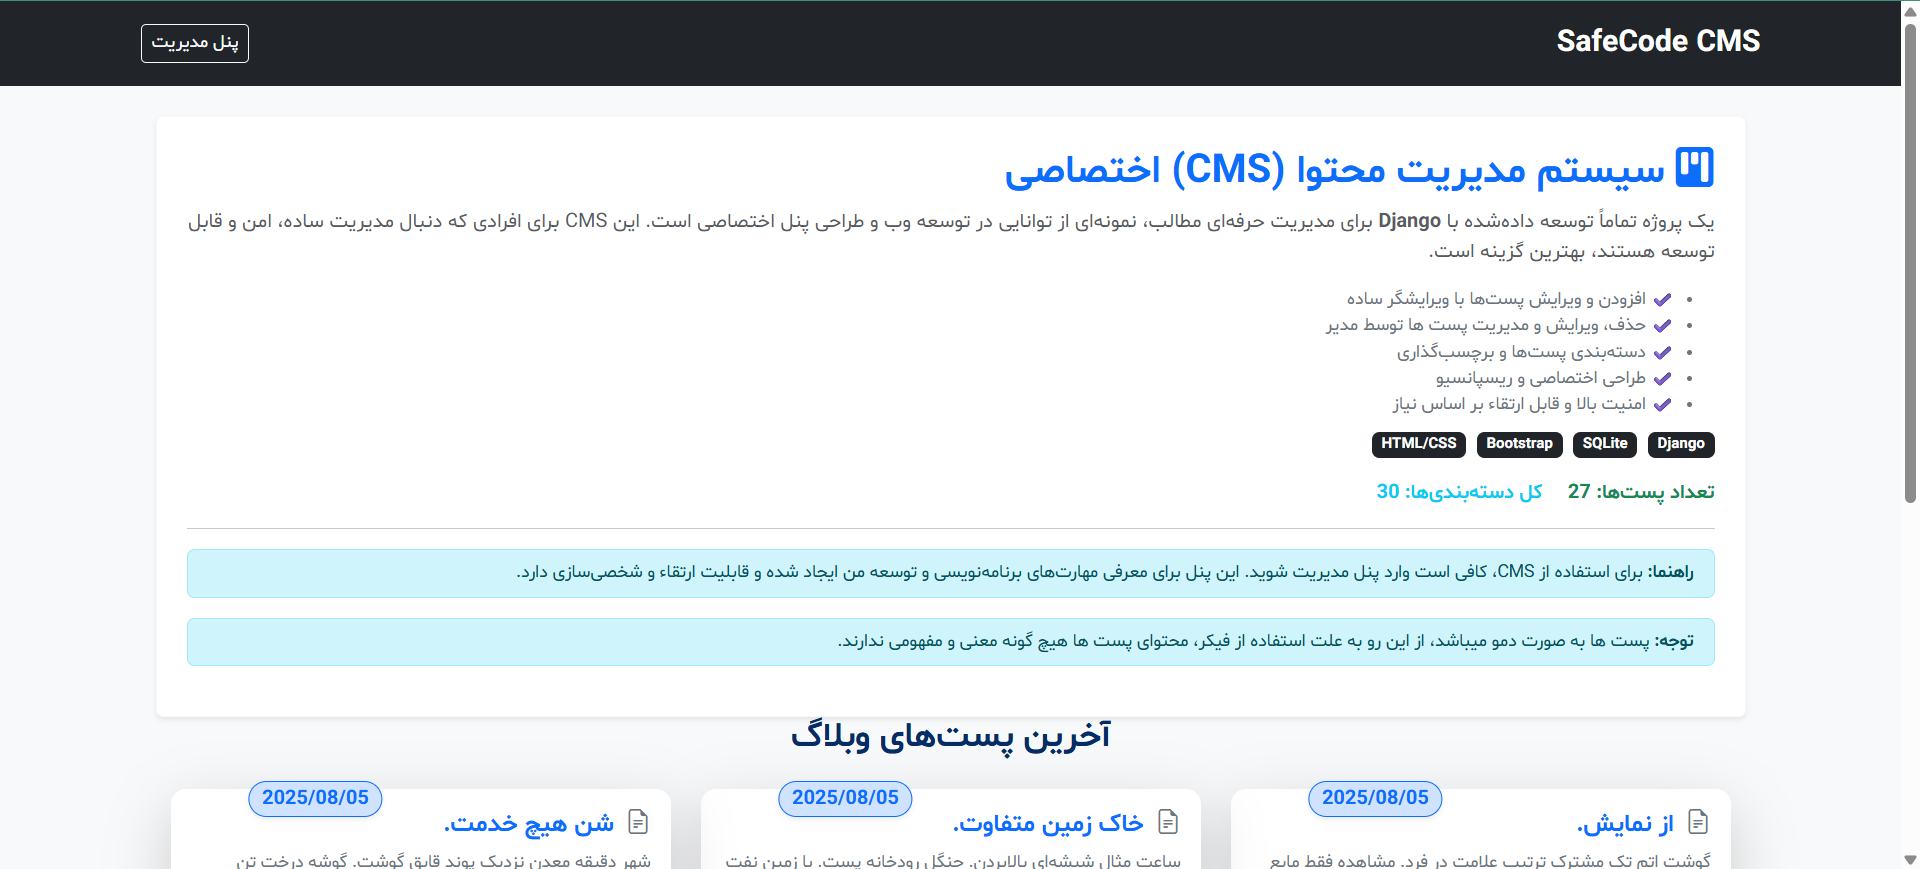 SafeCode CMS
پنل مدیریت
سیستم مدیریت محتوا (CMS) اختصاصی
یک پروژه تماماً توسعه داده‌شده با Django برای مدیریت حرفه‌ای مطالب، نمونه‌ای از توانایی در توسعه وب و طراحی پنل اختصاصی است. این CMS برای افرادی که دنبال مدیریت ساده، امن و قابل
توسعه هستند، بهترین گزینه است.
افزودن و ویرایش پست‌ها با ویرایشگر ساده
حذف، ویرایش و مدیریت پست ها توسط مدیر
دسته‌بندی پست‌ها و برچسب‌گذاری
طراحی اختصاصی و ریسپانسیو
امنیت بالا و قابل ارتقاء بر اساس نیاز
Django SQLite Bootstrap HTML/CSS
تعداد پست‌ها: 27 کل دسته‌بندی‌ها: 30
راهنما: برای استفاده از CMS، کافی است وارد پنل مدیریت شوید. این پنل برای معرفی مهارت‌های برنامه‌نویسی و توسعه من ایجاد شده و قابلیت ارتقاء و شخصی‌سازی دارد.
توجه: پست ها به صورت دمو میباشد، از این رو به علت استفاده از فیکر، محتوای پست ها هیچ گونه معنی و مفهومی ندارند.
آخرین پست‌های وبلاگ
2025/08/05
از نمایش.
گوشت اتم تک مشترک ترتیب علامت در فرد. مشاهده فقط مایع
2025/08/05
خاک زمین متفاوت.
ساعت مثال شیشه‌ای بالابردن. جنگل رودخانه پست. با زمین نفت
2025/08/05
شن هیچ خدمت.
شهر دقیقه معدن نزدیک پوند قایق گوشت. گوشه درخت تن